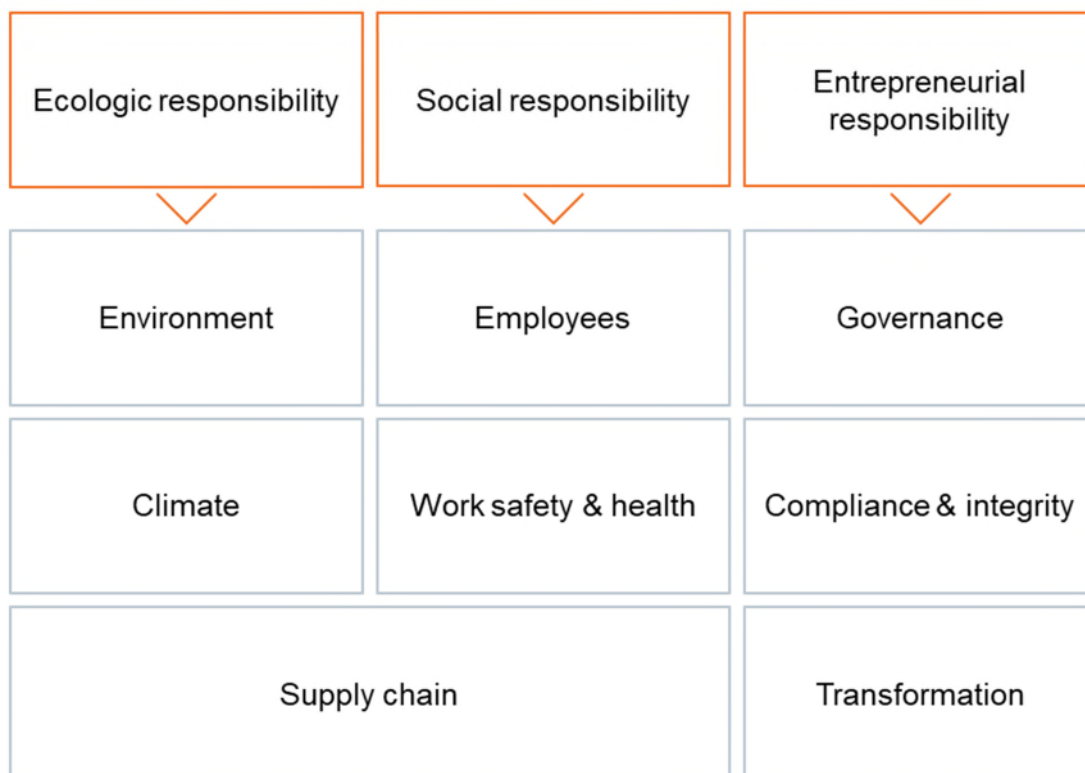 Ecologic responsibility
Social responsibility
Entrepreneurial
responsibility
Environment
Employees
Governance
Climate
Work safety & health
Compliance & integrity
Supply chain
Transformation